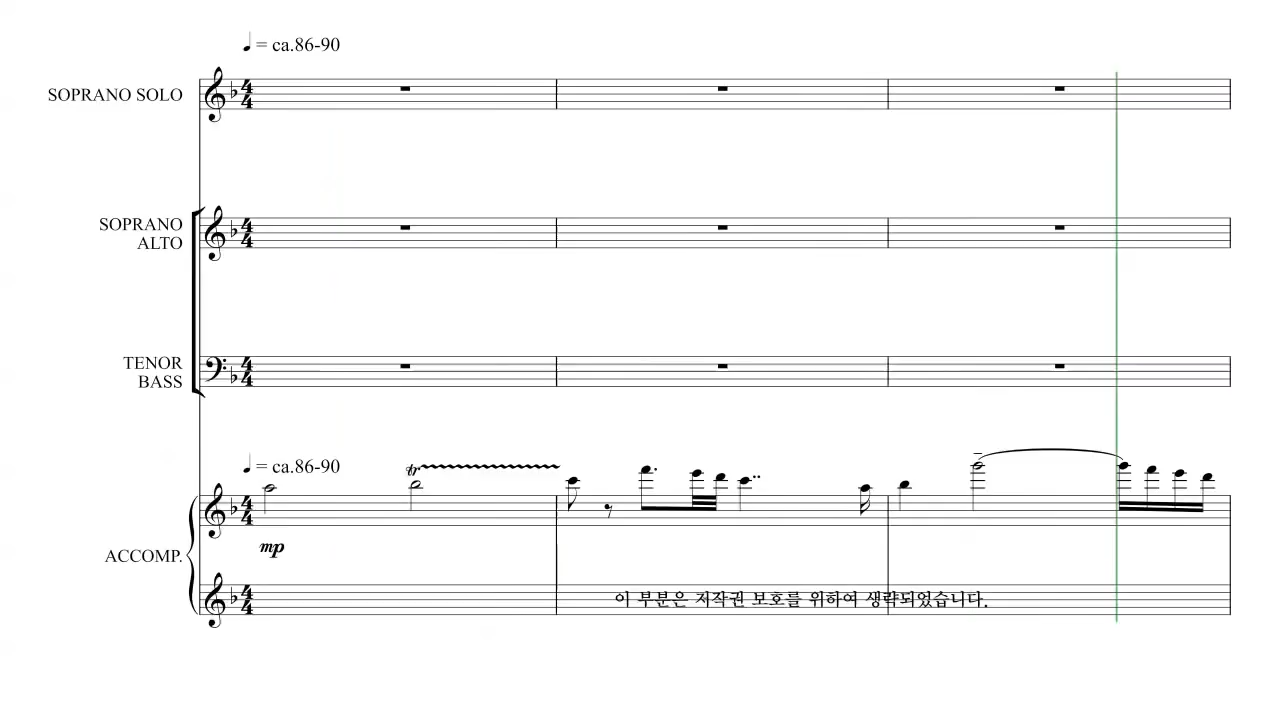 ♩ = ca.86-90
SOPRANO SOLO
SOPRANO
ALTO
TENOR
BASS
♩ = ca.86-90
tr
mp
ACCOMP.
이 부분은 저작권 보호를 위하여 생략되었습니다.